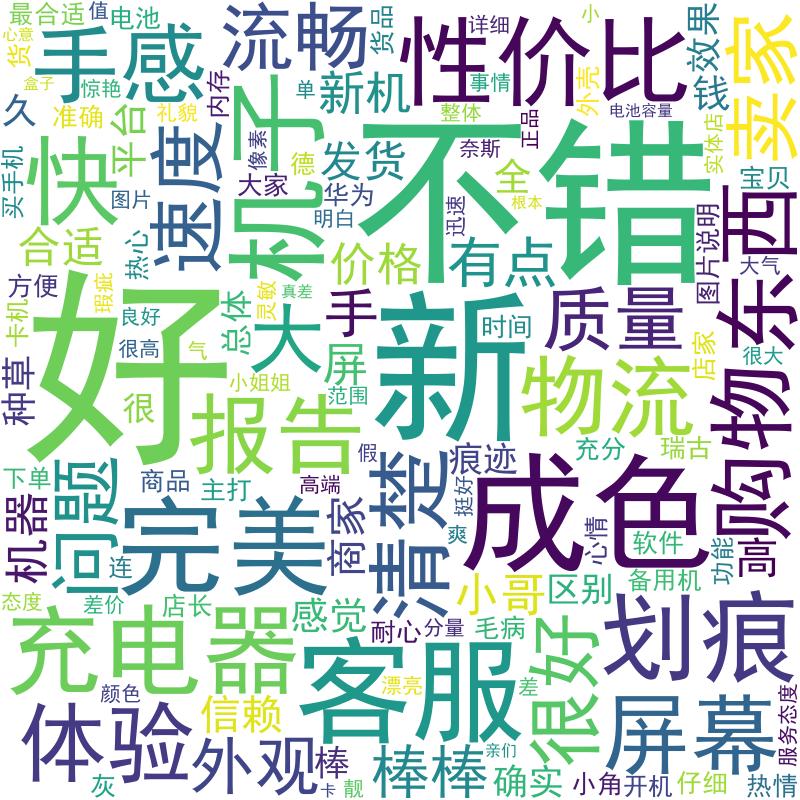 最合适
值
电池
手感
流畅
货品
性价比
详细
小
效果
钱
卖家
货
心意
盒子
惊艳
内存
单
新机
事情
外壳
久
准确
礼貌
平台
机子
像素
整体
电池容量
正品
不错
实体店
买手机
快
速度
德
发货
奈斯
全
宝贝
大家
华为
图片
明白
迅速
根本
图片说明
东西
合适
热心
价格
有点
大气
方便
瑕疵
灵敏
真差
卡机
良好
总体
大
手
时间
质量
店家
购物
很高
气
屏
新
好
很大
种草
小姐姐
范围
物流
很
报告
充分
瑞古
下单
问题
商品
主打
高端
假
清楚
痕迹
挺好
爽
成色
心情
高
机器
完美
商家
软件
功能
连
备用机
态度
差价
店长
感觉
耐心
分量
小哥
区别
毛病
充电器
客服
很好
划痕
颜色
信赖
漂亮
差
屏幕
服务态度
体验
外观
棒
棒棒
亲们
确实
灰
卡
靓
小角
开机
仔细
热情